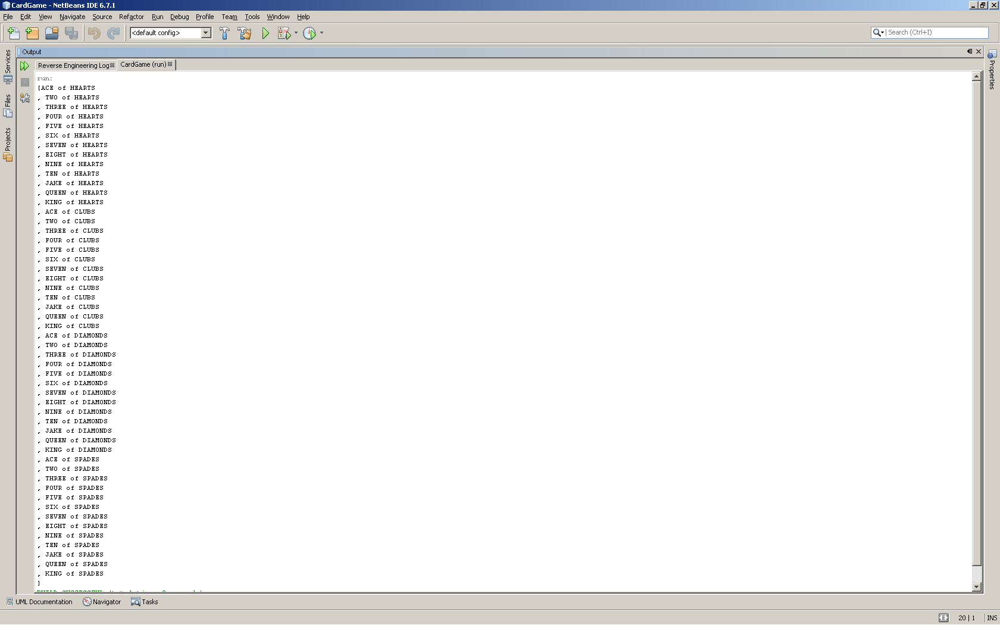 CardGame - NetBeans IDE 6.7.1
File Edit View Navigate Source Refactor Run Debug Profile Team Tools Window Help
<default config>
Search (Ctrl+I)
Output
Reverse Engineering Log CardGame (run)
Services
Files
Projects
Properties
run:
[ACE of HEARTS
, TWO of HEARTS
, THREE of HEARTS
, FOUR of HEARTS
, FIVE of HEARTS
, SIX of HEARTS
, SEVEN of HEARTS
, EIGHT of HEARTS
, NINE of HEARTS
, TEN of HEARTS
, JAKE of HEARTS
, QUEEN of HEARTS
, KING of HEARTS
, ACE of CLUBS
, TWO of CLUBS
, THREE of CLUBS
, FOUR of CLUBS
, FIVE of CLUBS
, SIX of CLUBS
, SEVEN of CLUBS
, EIGHT of CLUBS
, NINE of CLUBS
, TEN of CLUBS
, JAKE of CLUBS
, QUEEN of CLUBS
, KING of CLUBS
, ACE of DIAMONDS
, TWO of DIAMONDS
, THREE of DIAMONDS
, FOUR of DIAMONDS
, FIVE of DIAMONDS
, SIX of DIAMONDS
, SEVEN of DIAMONDS
, EIGHT of DIAMONDS
, NINE of DIAMONDS
, TEN of DIAMONDS
, JAKE of DIAMONDS
, QUEEN of DIAMONDS
, KING of DIAMONDS
, ACE of SPADES
, TWO of SPADES
, THREE of SPADES
, FOUR of SPADES
, FIVE of SPADES
, SIX of SPADES
, SEVEN of SPADES
, EIGHT of SPADES
, NINE of SPADES
, TEN of SPADES
, JAKE of SPADES
, QUEEN of SPADES
, KING of SPADES
]
BUILD SUCCESSFUL
UML Documentation Navigator Tasks
20 | 1 INS